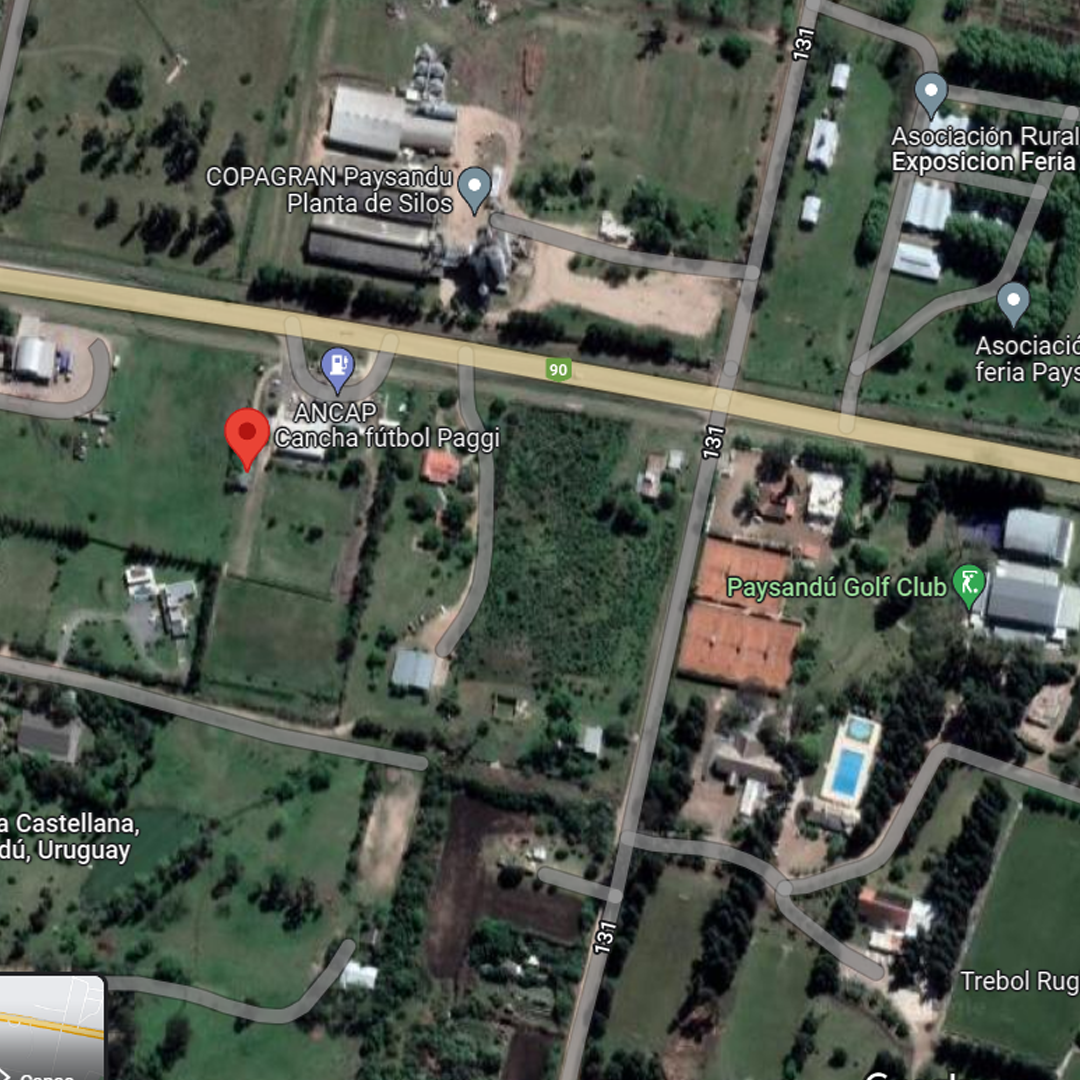 131
Asociación Rural
Exposicion Feria
COPAGRAN Paysandu
Planta de Silos
Asociació
feria Pays
90
ANCAP
Cancha fútbol Paggi
131
Paysandú Golf Club
a Castellana,
dú, Uruguay
131
Trebol Rug